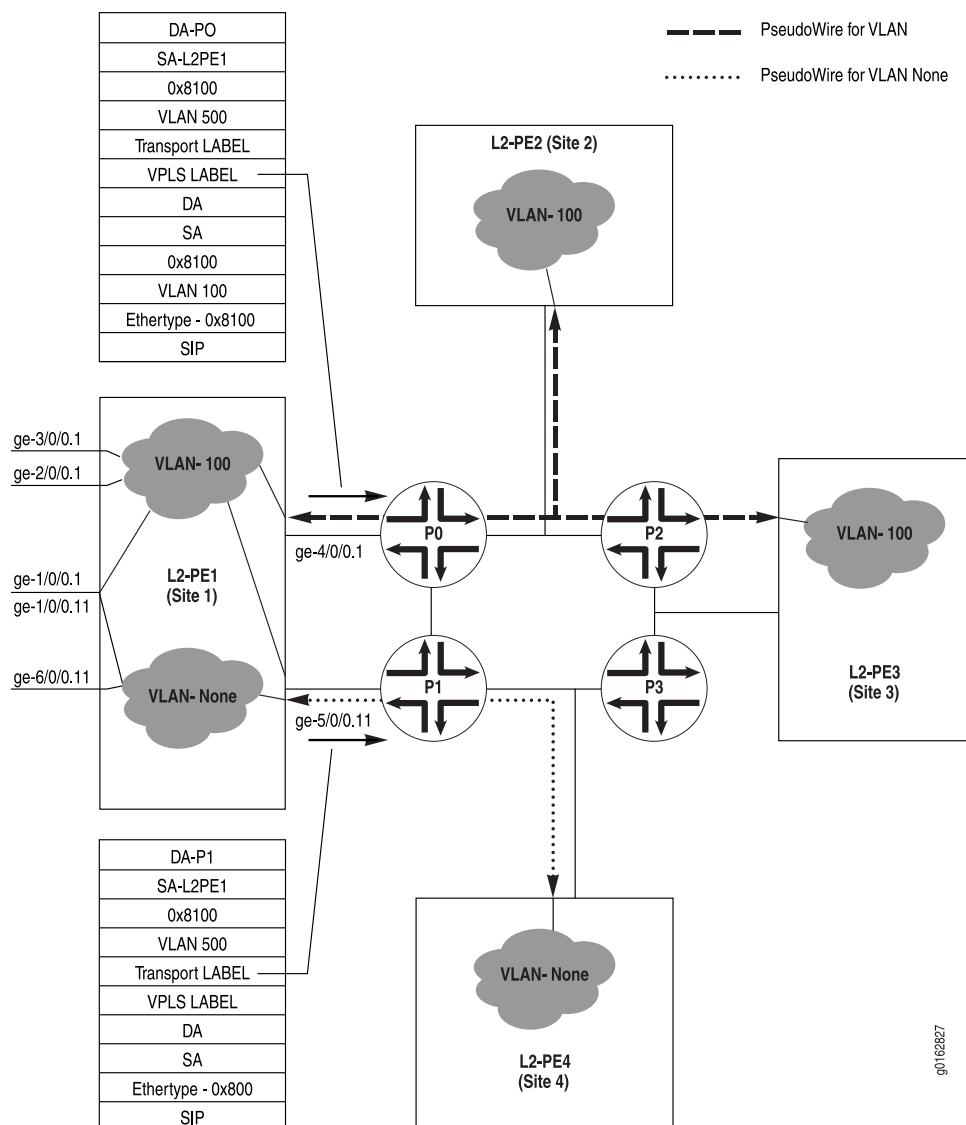 DA-PO
SA-L2PE1
0x8100
VLAN 500
Transport LABEL
VPLS LABEL
DA
SA
0x8100
VLAN 100
Ethertype - 0x8100
SIP
PseudoWire for VLAN
PseudoWire for VLAN None
L2-PE2 (Site 2)
VLAN- 100
ge-3/0/0.1
ge-2/0/0.1
ge-1/0/0.1
ge-1/0/0.11
ge-6/0/0.11
VLAN- 100
L2-PE1
(Site 1)
VLAN- None
ge-4/0/0.1
ge-5/0/0.11
P0
P2
P1
P3
VLAN- 100
L2-PE3
(Site 3)
DA-P1
SA-L2PE1
0x8100
VLAN 500
Transport LABEL
VPLS LABEL
DA
SA
Ethertype - 0x800
SIP
VLAN- None
L2-PE4
(Site 4)
g0162827